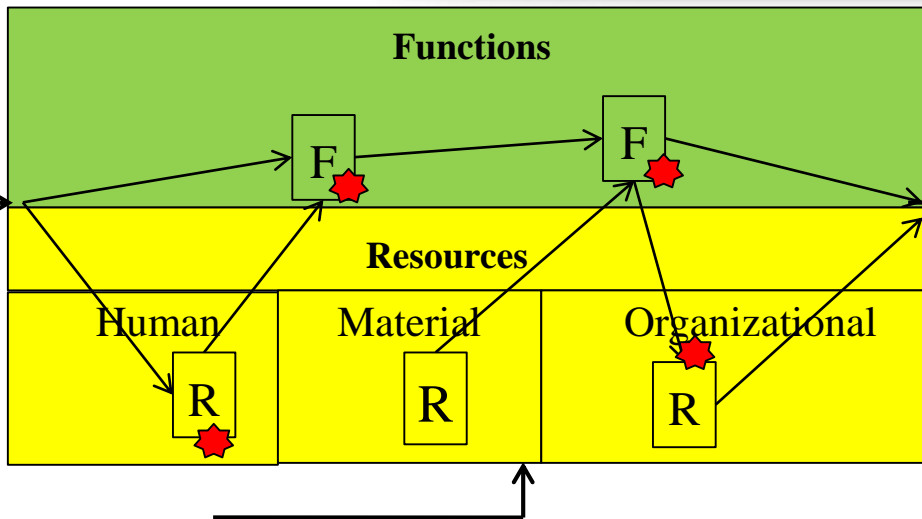 Functions
F
F
Resources
Human
Material
Organizational
R
R
R